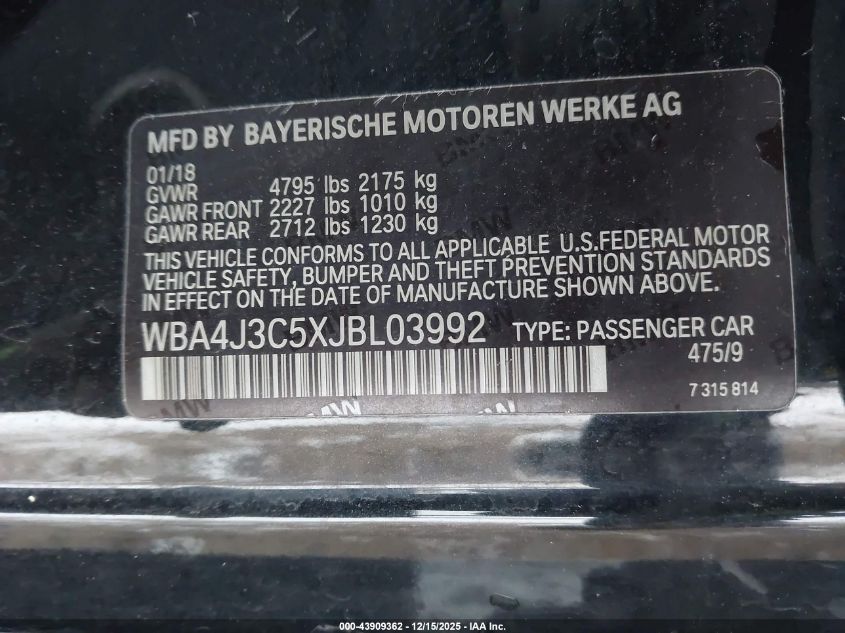 MFD BY BAYERISCHE MOTOREN WERKE AG
01/18
GVWR 4795 lbs 2175 kg
GAWR FRONT 2227 lbs 1010 kg
GAWR REAR 2712 lbs 1230 kg
THIS VEHICLE CONFORMS TO ALL APPLICABLE U.S.FEDERAL MOTOR
VEHICLE SAFETY, BUMPER AND THEFT PREVENTION STANDARDS
IN EFFECT ON THE DATE OF MANUFACTURE SHOWN ABOVE.
WBA4J3C5XJBL03992 TYPE: PASSENGER CAR
475/9
7 315 814
000-43909362 - 12/15/2025 - IAA Inc.